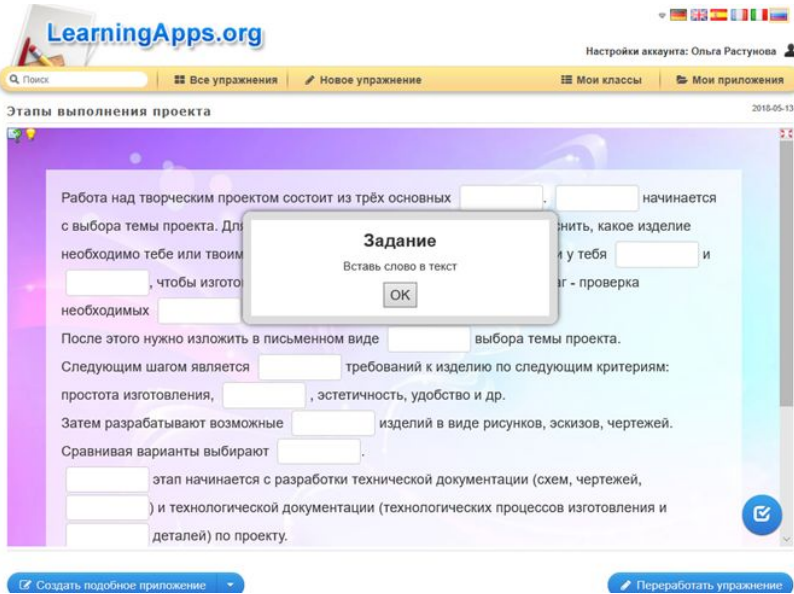 LearningApps.org
Настройки аккаунта: Ольга Растунова
Поиск
Все упражнения
Новое упражнение
Мои классы
Мои приложения
Этапы выполнения проекта
2018-05-13
Работа над творческим проектом состоит из трёх основных . начинается
с выбора темы проекта. Для нить, какое изделие
необходимо тебе или твоим и у тебя и
, чтобы изгото аг - проверка
необходимых
Задание
Вставь слово в текст
OK
После этого нужно изложить в письменном виде выбора темы проекта.
Следующим шагом является требований к изделию по следующим критериям:
простота изготовления, , эстетичность, удобство и др.
Затем разрабатывают возможные изделий в виде рисунков, эскизов, чертежей.
Сравнивая варианты выбирают .
этап начинается с разработки технической документации (схем, чертежей,
) и технологической документации (технологических процессов изготовления и
деталей) по проекту.
Создать подобное приложение
Переработать упражнение